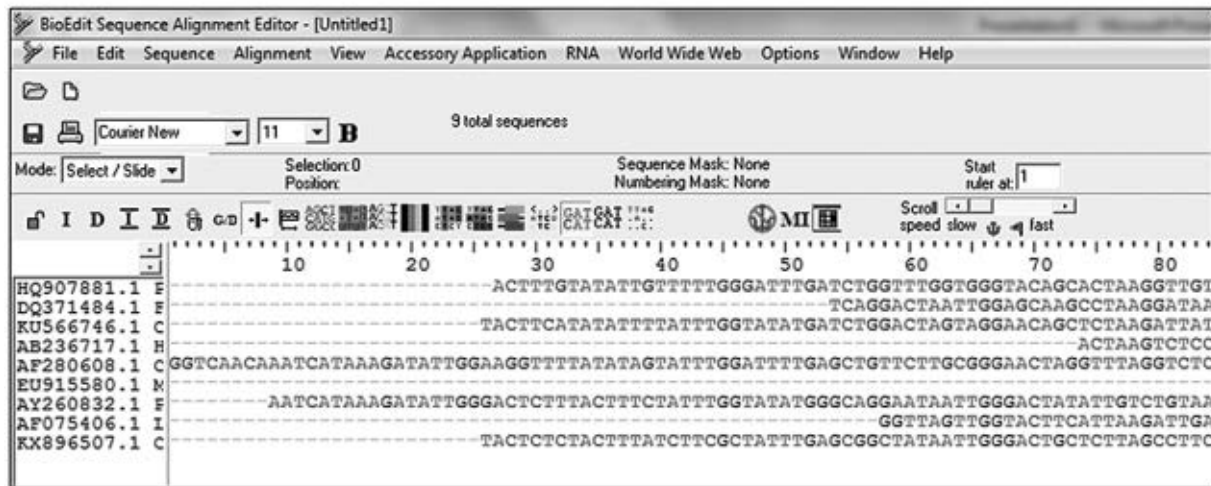 BioEdit Sequence Alignment Editor - [Untitled1]
File Edit Sequence Alignment View Accessory Application RNA World Wide Web Options Window Help
Courier New 11 B 9 total sequences
Mode: Select / Slide Selection: 0 Position: Sequence Mask: None Numbering Mask: None Start ruler at: 1
I D I D G/D MI Scroll speed slow fast
10 20 30 40 50 60 70 80
HQ907881.1 ACTTTGTATATTGTTTTTGGGATTTGATCTGGTTTGGTGGGTACAGCACTAAGGTTGT
DQ371484.1 TCAGGACTAATTGGAGCAAGCCTAAGGATAA
KU566746.1 C TACTTCATATATTTTATTTGGTATATGATCTGGACTAGTAGGAACAGCTCTAAGATTAT
AB236717.1 H ACTAAGTCTCC
AF280608.1 C GGTCAACAAATCATAAAGATATTGGAAGGTTTTATATAGTATTTGGATTTTGAGCTGTTCTTGCGGGAACTAGGTTTAGGTCTC
EU915580.1 M
AY260832.1 AATCATAAAGATATTGGGACTCTTTACTTTCTATTTGGTATATGGGCAGGAATAATTGGGACTATATTGTCTGTAA
AF075406.1 GGTTAGTTGGTACTTCATTAAGATTGA
KX896507.1 C TACTCTCTACTTTATCTTCGCTATTTGAGCGGCTATAATTGGGACTGCTCTTAGCCTTC